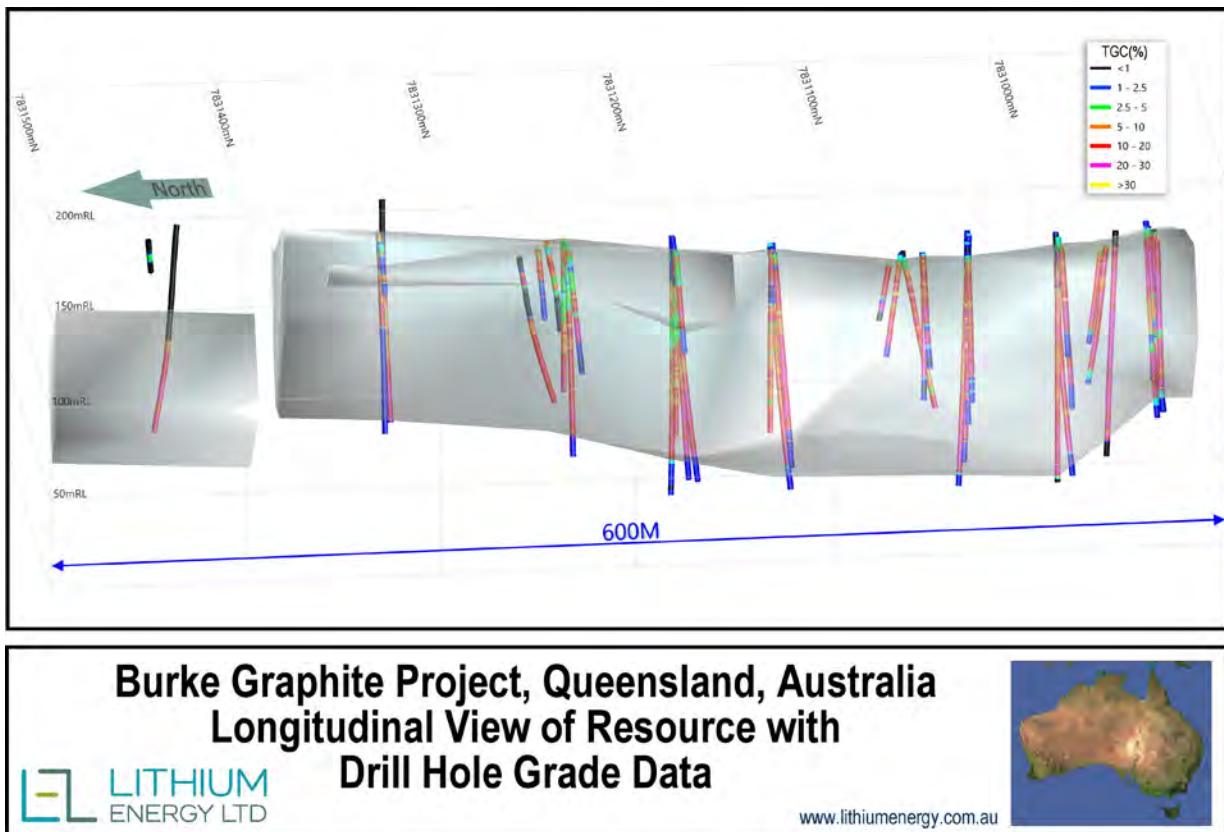 7831500mN
7831400mN
7831300mN
7831200mN
7831100mN
7831000mN
TGC(%)
<1
1 - 2.5
2.5 - 5
5 - 10
10 - 20
20 - 30
>30
North
200mRL
150mRL
100mRL
50mRL
600M
Burke Graphite Project, Queensland, Australia
Longitudinal View of Resource with
Drill Hole Grade Data
LITHIUM
ENERGY LTD
www.lithiumenergy.com.au